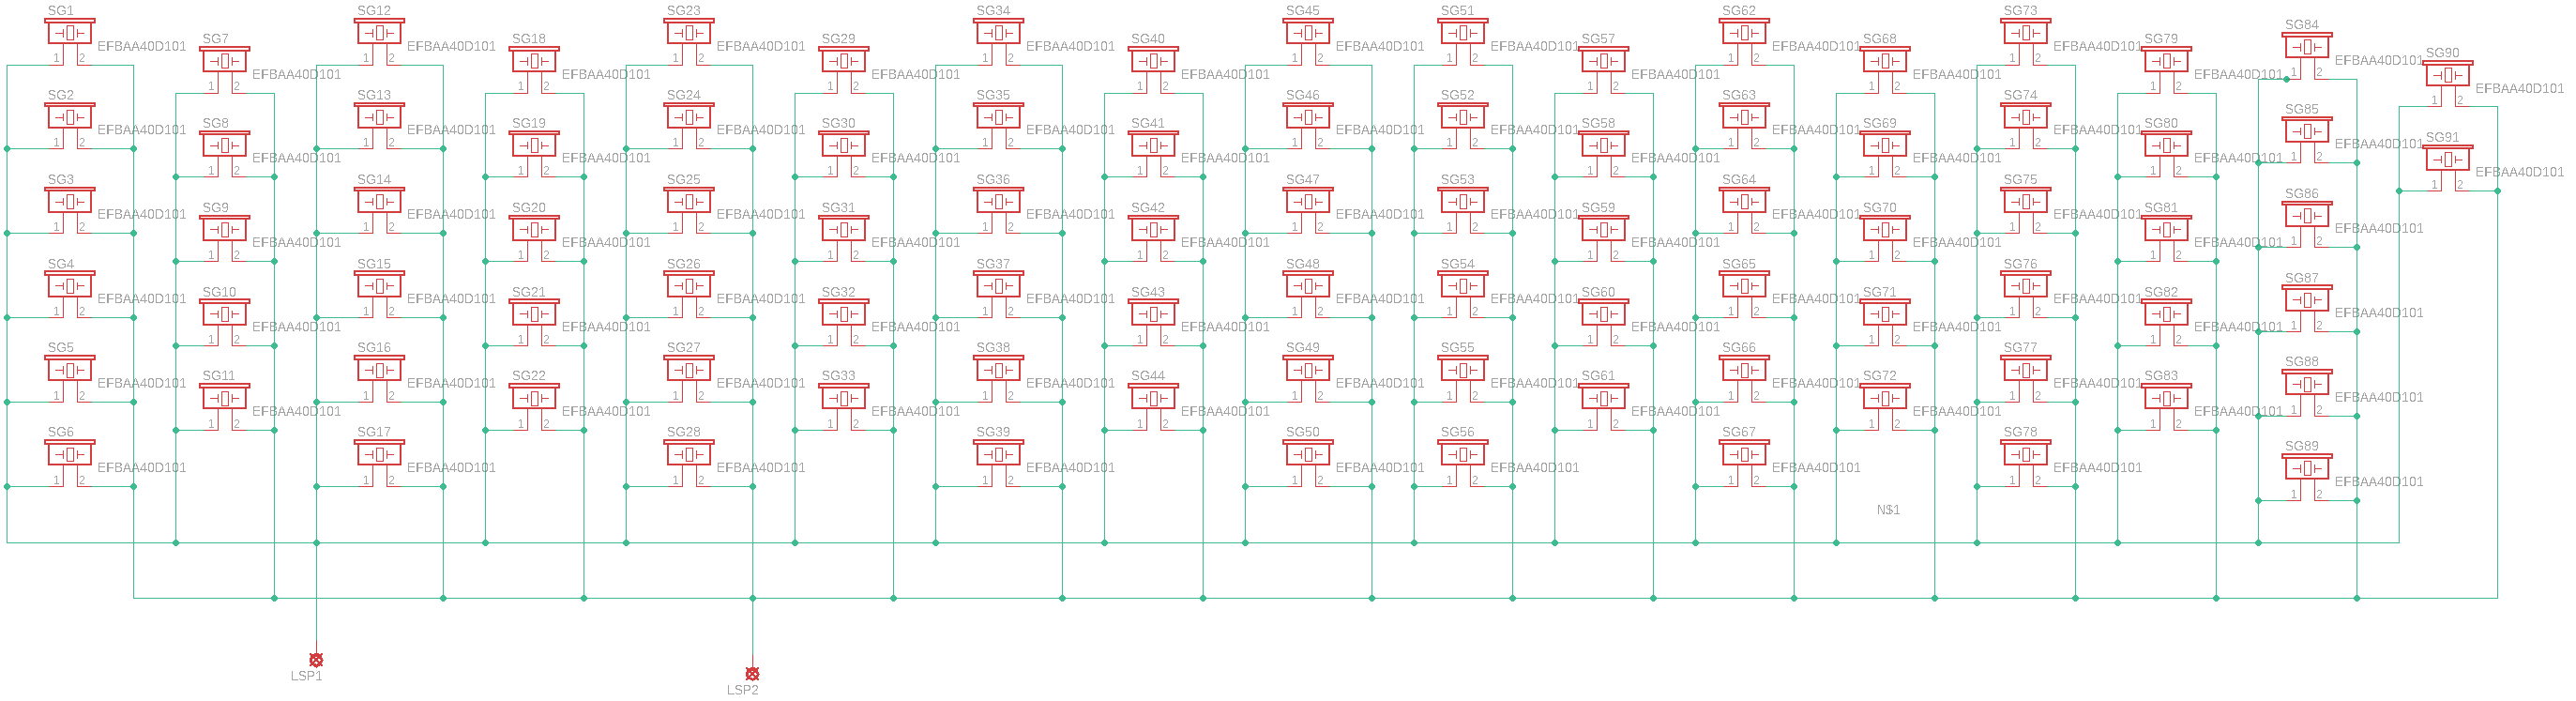 SG1 SG12 SG23 SG34 SG45 SG51 SG62 SG73
SG84
SG7 SG18 SG29 SG40 SG57 SG68 SG79
EFBAA40D101 EFBAA40D101 EFBAA40D101 EFBAA40D101 EFBAA40D101 EFBAA40D101 EFBAA40D101 EFBAA40D101
SG90
1 2 1 2 1 2 1 2 1 2 1 2 1 2 1 2
EFBAA40D101
1 2
EFBAA40D101 EFBAA40D101 EFBAA40D101 EFBAA40D101 EFBAA40D101 EFBAA40D101 EFBAA40D101
1 2 1 2 1 2 1 2 1 2 1 2 1 2
EFBAA40D101
1 2
SG2 SG13 SG24 SG35 SG46 SG52 SG63 SG74
SG85
SG8 SG19 SG30 SG41 SG58 SG69 SG80
EFBAA40D101 EFBAA40D101 EFBAA40D101 EFBAA40D101 EFBAA40D101 EFBAA40D101 EFBAA40D101 EFBAA40D101
SG91
1 2 1 2 1 2 1 2 1 2 1 2 1 2 1 2
EFBAA40D101
1 2
EFBAA40D101 EFBAA40D101 EFBAA40D101 EFBAA40D101 EFBAA40D101 EFBAA40D101 EFBAA40D101
1 2 1 2 1 2 1 2 1 2 1 2 1 2
EFBAA40D101
1 2
SG3 SG14 SG25 SG36 SG47 SG53 SG64 SG75
SG86
SG9 SG20 SG31 SG42 SG59 SG70 SG81
EFBAA40D101 EFBAA40D101 EFBAA40D101 EFBAA40D101 EFBAA40D101 EFBAA40D101 EFBAA40D101 EFBAA40D101
1 2 1 2 1 2 1 2 1 2 1 2 1 2 1 2
EFBAA40D101
1 2
EFBAA40D101 EFBAA40D101 EFBAA40D101 EFBAA40D101 EFBAA40D101 EFBAA40D101 EFBAA40D101
1 2 1 2 1 2 1 2 1 2 1 2 1 2
SG4 SG15 SG26 SG37 SG48 SG54 SG65 SG76
SG87
SG10 SG21 SG32 SG43 SG60 SG71 SG82
EFBAA40D101 EFBAA40D101 EFBAA40D101 EFBAA40D101 EFBAA40D101 EFBAA40D101 EFBAA40D101 EFBAA40D101
1 2 1 2 1 2 1 2 1 2 1 2 1 2 1 2
EFBAA40D101
1 2
EFBAA40D101 EFBAA40D101 EFBAA40D101 EFBAA40D101 EFBAA40D101 EFBAA40D101 EFBAA40D101
1 2 1 2 1 2 1 2 1 2 1 2 1 2
SG5 SG16 SG27 SG38 SG49 SG55 SG66 SG77
SG88
SG11 SG22 SG33 SG44 SG61 SG72 SG83
EFBAA40D101 EFBAA40D101 EFBAA40D101 EFBAA40D101 EFBAA40D101 EFBAA40D101 EFBAA40D101 EFBAA40D101
1 2 1 2 1 2 1 2 1 2 1 2 1 2 1 2
EFBAA40D101
1 2
EFBAA40D101 EFBAA40D101 EFBAA40D101 EFBAA40D101 EFBAA40D101 EFBAA40D101 EFBAA40D101
1 2 1 2 1 2 1 2 1 2 1 2 1 2
SG6 SG17 SG28 SG39 SG50 SG56 SG67 SG78
SG89
EFBAA40D101 EFBAA40D101 EFBAA40D101 EFBAA40D101 EFBAA40D101 EFBAA40D101 EFBAA40D101 EFBAA40D101
1 2 1 2 1 2 1 2 1 2 1 2 1 2 1 2
EFBAA40D101
1 2
N$1
LSP1
LSP2